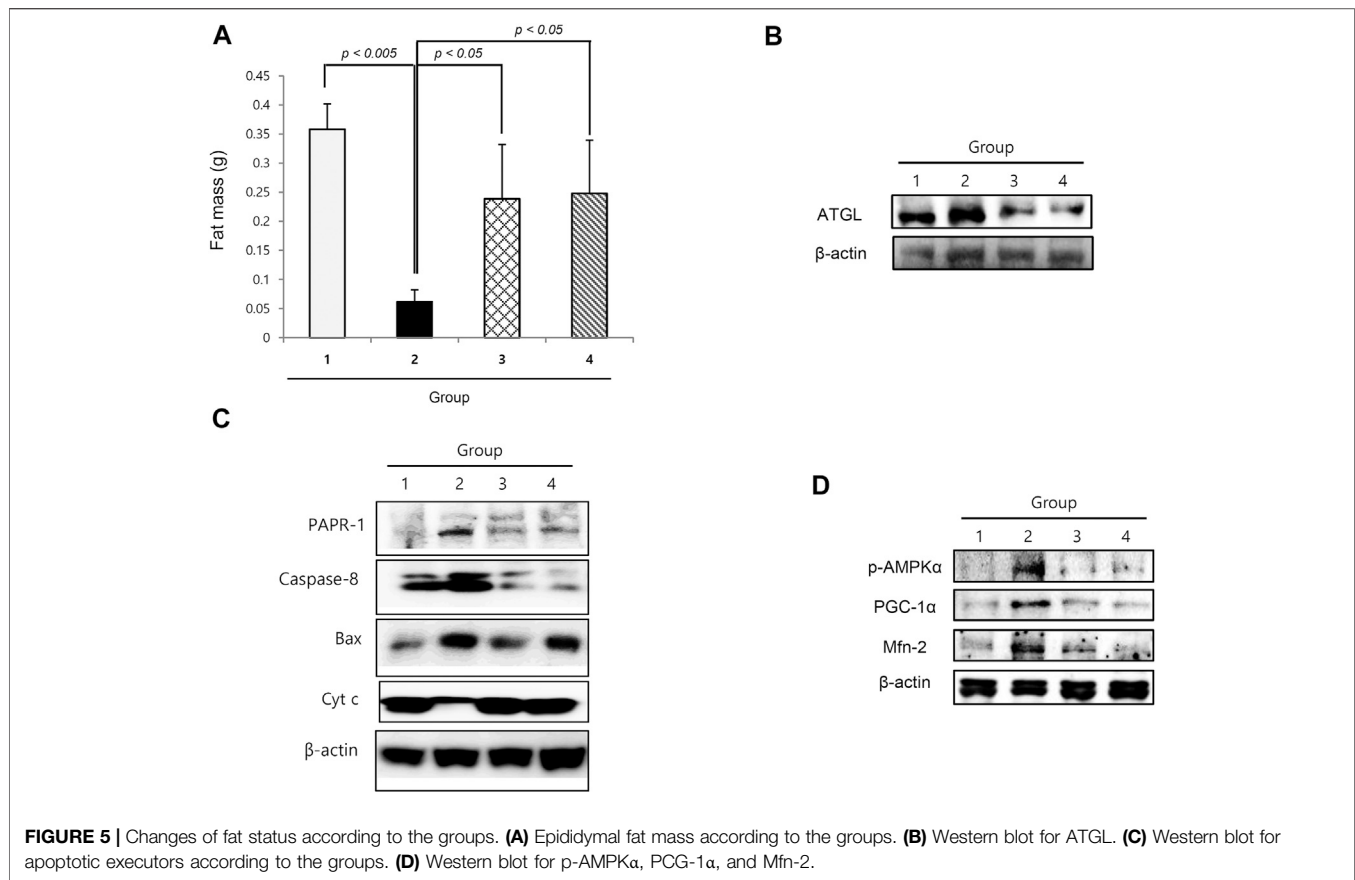 A
p < 0.05
p < 0.005
p < 0.05
0.45
0.4
0.35
0.3
0.25
0.2
0.15
0.1
0.05
0
Fat mass (g)
1 2 3 4
Group
B
Group
1 2 3 4
ATGL
β-actin
C
Group
1 2 3 4
PAPR-1
Caspase-8
Bax
Cyt c
β-actin
D
Group
1 2 3 4
p-AMPKα
PGC-1α
Mfn-2
β-actin
FIGURE 5 | Changes of fat status according to the groups. (A) Epididymal fat mass according to the groups. (B) Western blot for ATGL. (C) Western blot for
apoptotic executors according to the groups. (D) Western blot for p-AMPKα, PCG-1α, and Mfn-2.